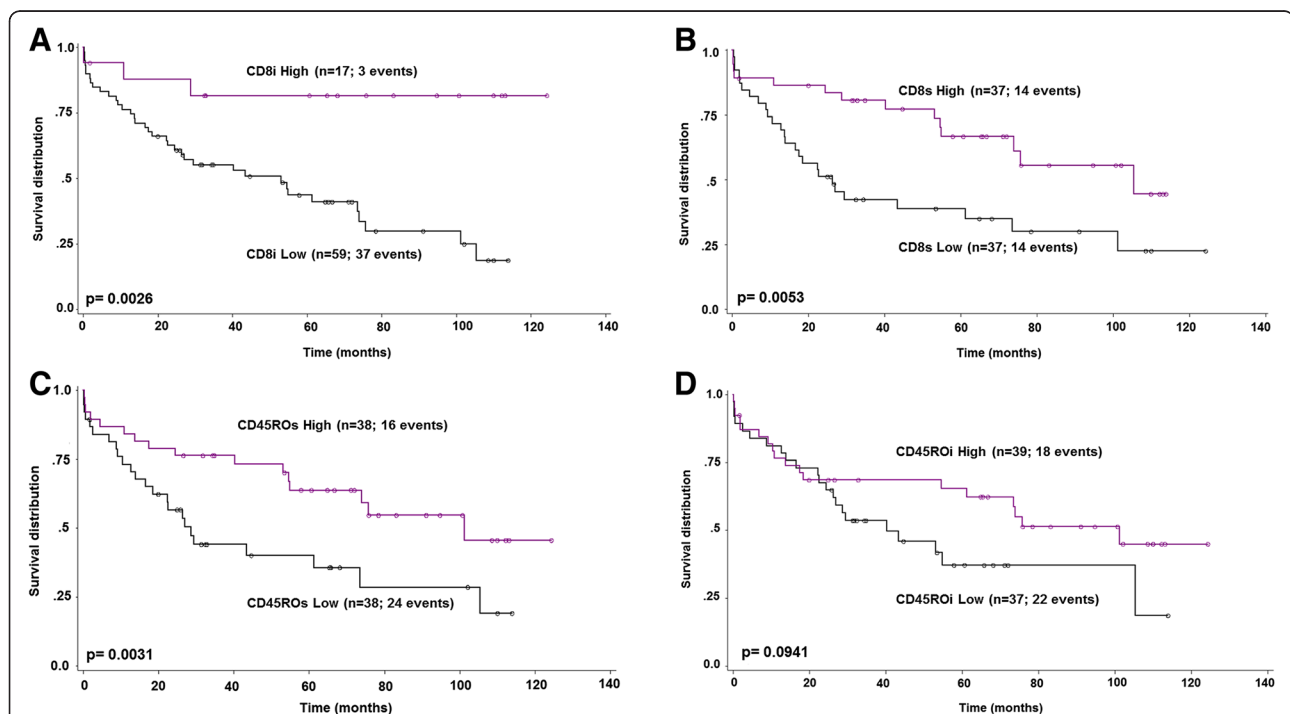 A
1.0
.75
.5
.25
0.0
Survival distribution
CD8i High (n=17; 3 events)
CD8i Low (n=59; 37 events)
p= 0.0026
0 20 40 60 80 100 120 140
Time (months)
B
1.0
.75
.5
.25
0.0
Survival distribution
CD8s High (n=37; 14 events)
CD8s Low (n=37; 14 events)
p= 0.0053
0 20 40 60 80 100 120 140
Time (months)
C
1.0
.75
.5
.25
0.0
Survival distribution
CD45ROs High (n=38; 16 events)
CD45ROs Low (n=38; 24 events)
p= 0.0031
0 20 40 60 80 100 120 140
Time (months)
D
1.0
.75
.5
.25
0.0
Survival distribution
CD45ROi High (n=39; 18 events)
CD45ROi Low (n=37; 22 events)
p= 0.0941
0 20 40 60 80 100 120 140
Time (months)